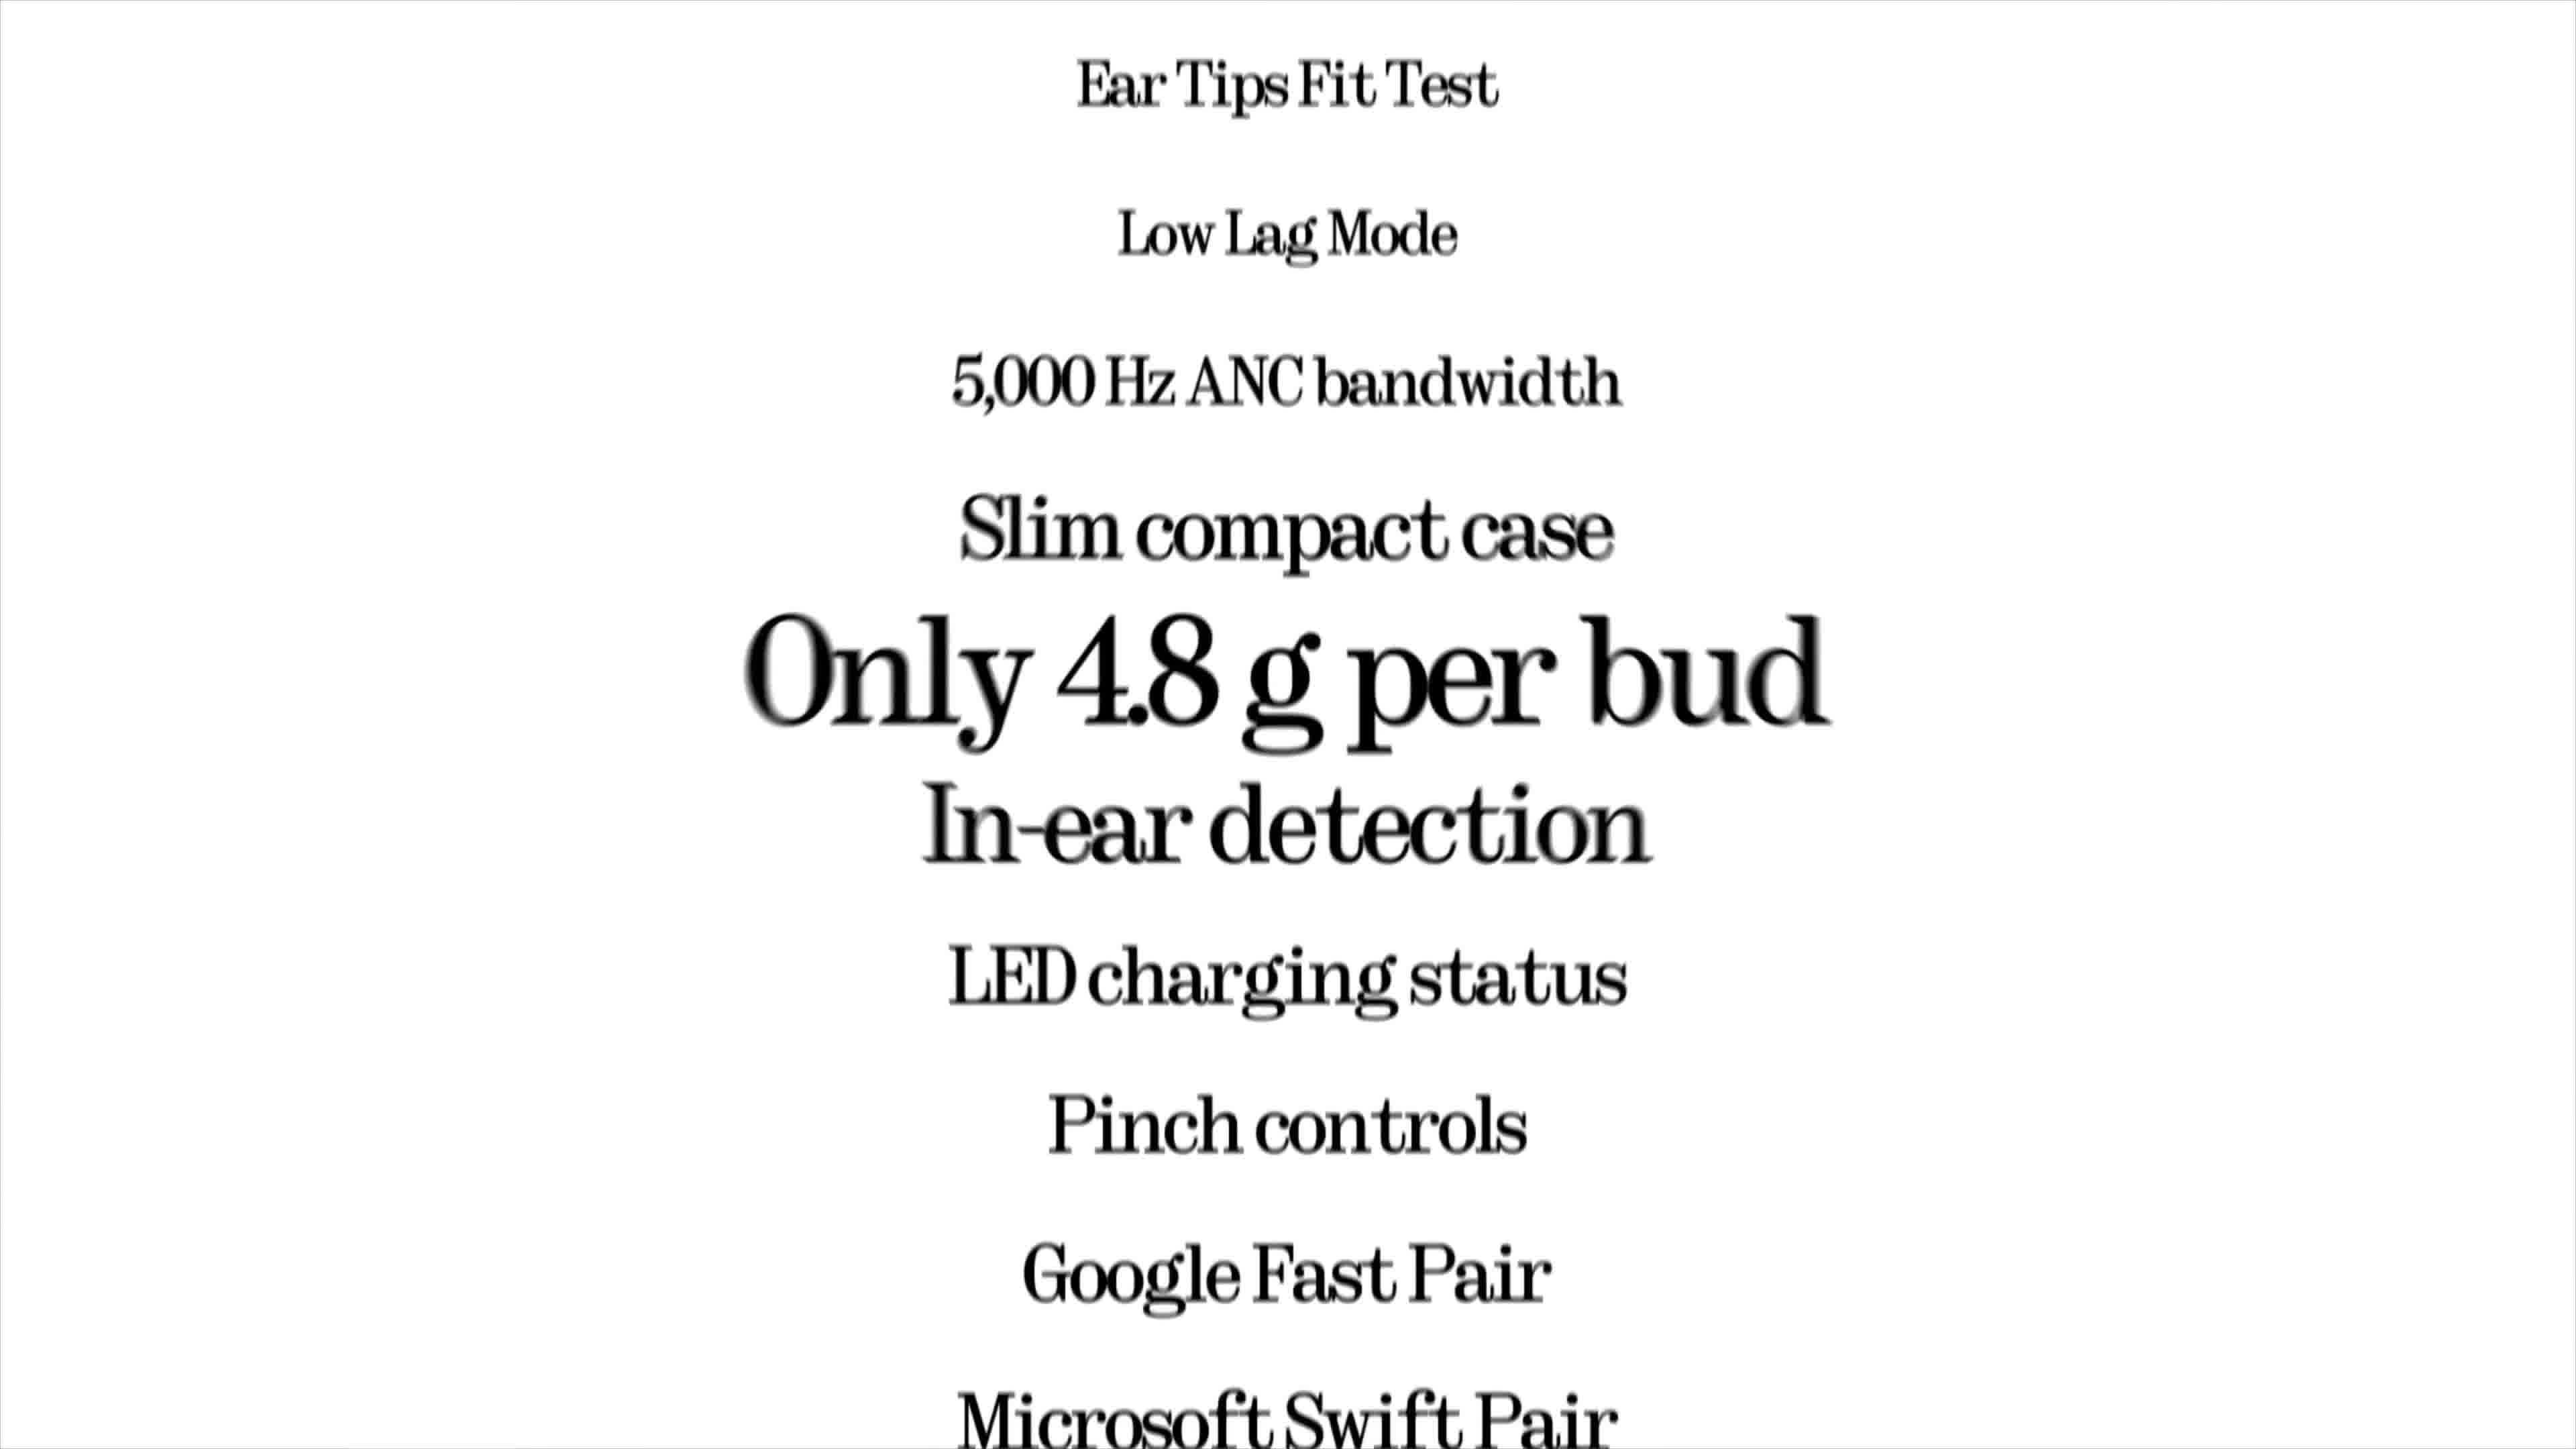 Ear Tips Fit Test
Low Lag Mode
5,000 Hz ANC bandwidth
Slim compact case
Only 4.8 g per bud
In-ear detection
LED charging status
Pinch controls
Google Fast Pair
Microsoft Swift Pair